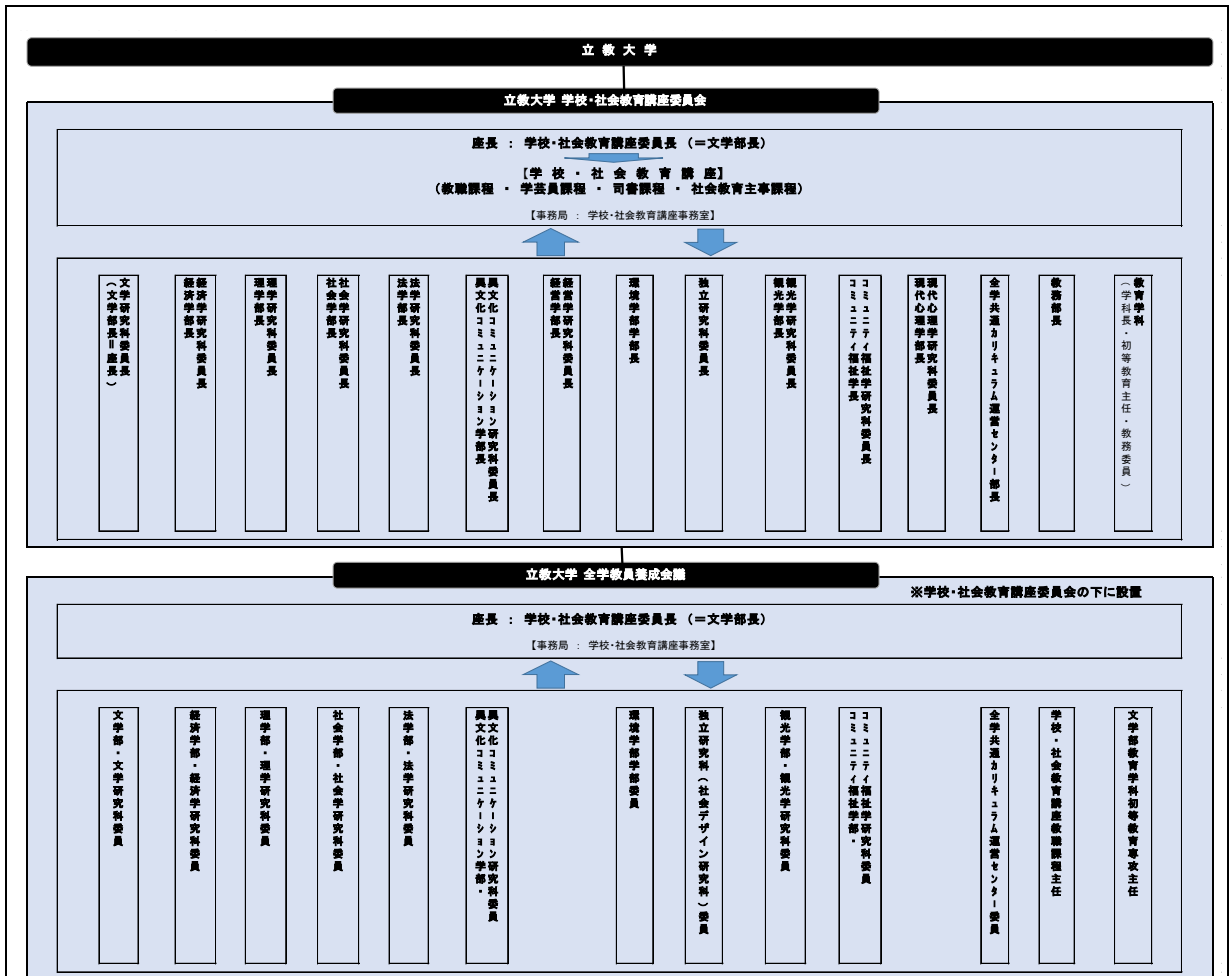 立教大学
立教大学 学校・社会教育講座委員会
座長 ： 学校・社会教育講座委員長 （＝文学部長）
【学 校 ・ 社 会 教 育 講 座】
（教職課程 ・ 学芸員課程 ・ 司書課程 ・ 社会教育主事課程）
【事務局 ： 学校・社会教育講座事務室】
文学研究科委員長
（文学部長＝座長）
経済学研究科委員長
経済学部長
理学研究科委員長
理学部長
社会学研究科委員長
社会学部長
法学研究科委員長
法学部長
異文化コミュニケーション研究科委員長
異文化コミュニケーション学部長
経営学研究科委員長
経営学部長
環境学部学部長
独立研究科委員長
観光学研究科委員長
観光学部長
コミュニティ福祉学研究科委員長
コミュニティ福祉学長
現代心理学研究科委員長
現代心理学部長
全学共通カリキュラム運営センター部長
教務部長
教育学科
（学科長・初等教育主任・教務委員）
立教大学 全学教員養成会議
※学校・社会教育講座委員会の下に設置
座長 ： 学校・社会教育講座委員長 （＝文学部長）
【事務局 ： 学校・社会教育講座事務室】
文学部・文学研究科委員
経済学部・経済学研究科委員
理学部・理学研究科委員
社会学部・社会学研究科委員
法学部・法学研究科委員
異文化コミュニケーション研究科委員
異文化コミュニケーション学部・
環境学部学部委員
独立研究科（社会デザイン研究科）委員
観光学部・観光学研究科委員
コミュニティ福祉学研究科委員
コミュニティ福祉学部・
全学共通カリキュラム運営センター委員
学校・社会教育講座教職課程主任
文学部教育学科初等教育専攻主任